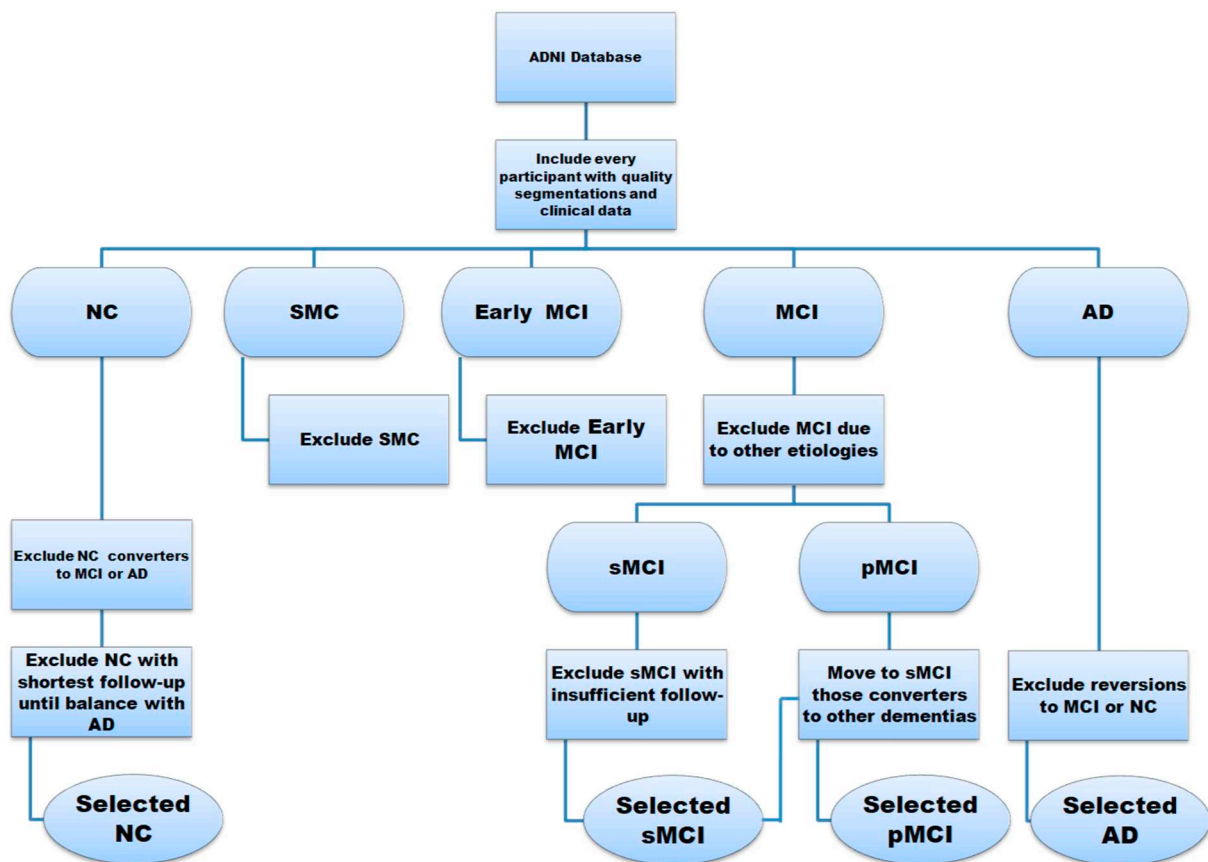 ADNI Database
Include every
participant with quality
segmentations and
clinical data
NC
SMC
Early MCI
MCI
AD
Exclude SMC
Exclude Early
MCI
Exclude MCI due
to other etiologies
Exclude NC converters
to MCI or AD
sMCI
pMCI
Exclude NC with
shortest follow-up
until balance with
AD
Exclude sMCI with
insufficient follow-
up
Move to sMCI
those converters
to other dementias
Exclude reversions
to MCI or NC
Selected
NC
Selected
sMCI
Selected
pMCI
Selected
AD